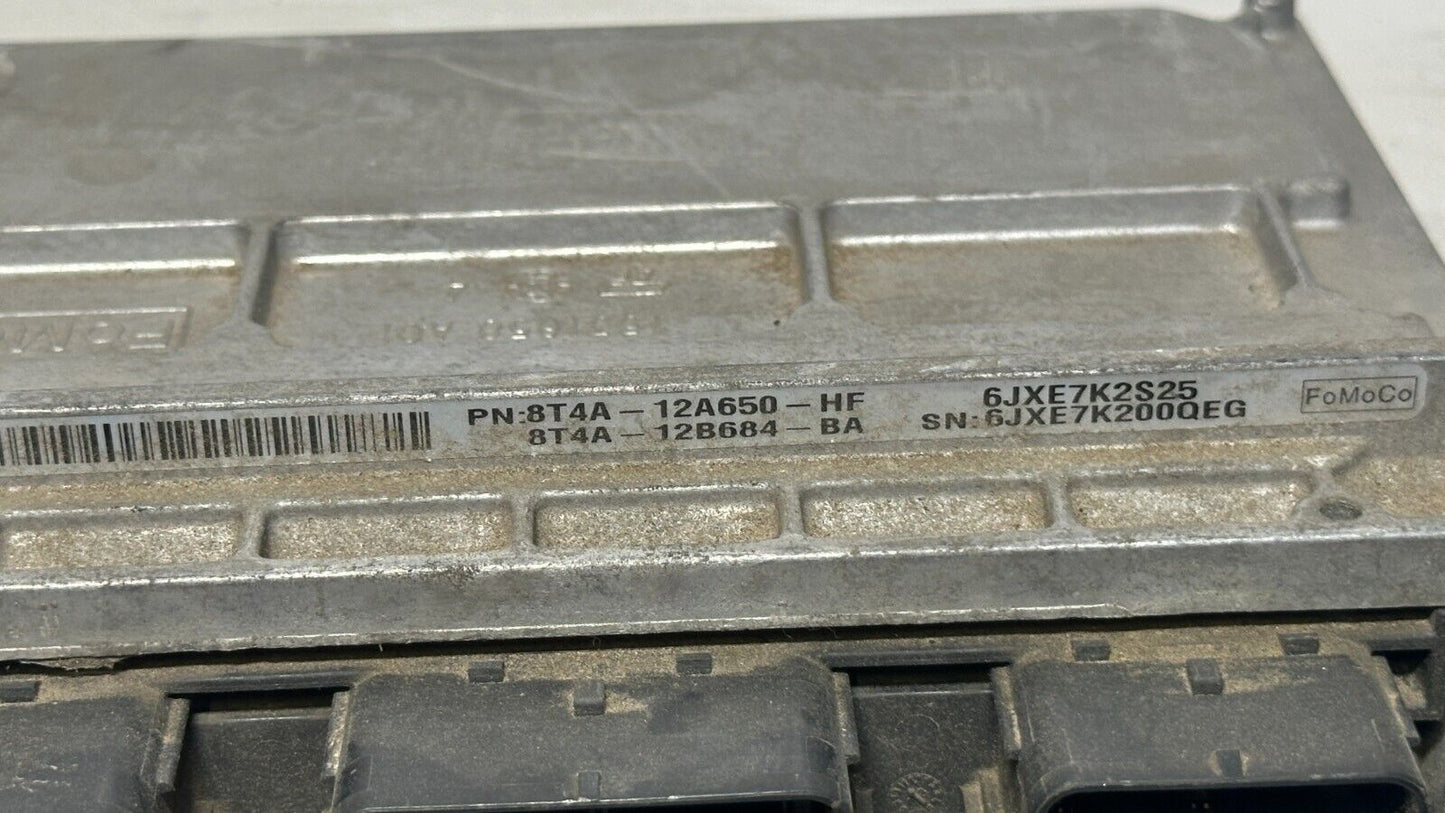 PN:8T4A-12A650-HF
8T4A-12B684-BA
6JXE7K2S25
SN:6JXE7K200QEG
FoMoCo